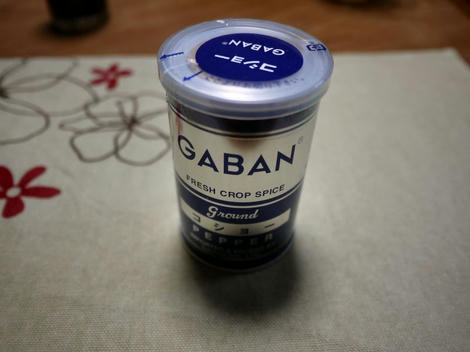 GABAN®
コショー
GABAN®
FRESH CROP SPICE
Ground
コショー
PEPPER